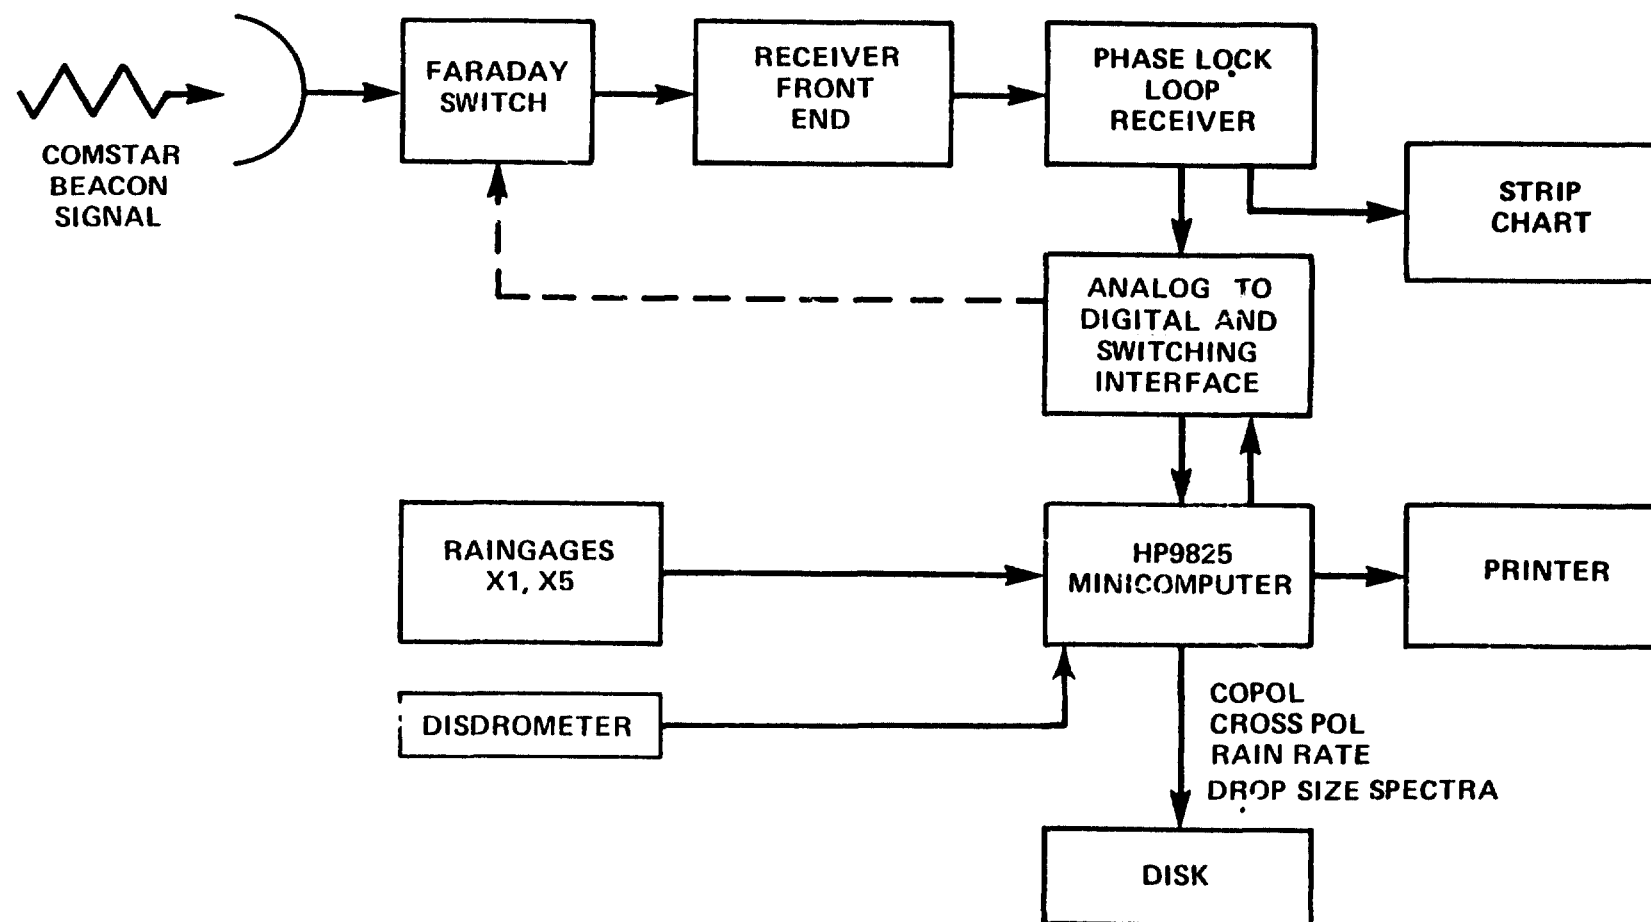 FARADAY
SWITCH
RECEIVER
FRONT
END
PHASE LOCK
LOOP
RECEIVER
COMSTAR
BEACON
SIGNAL
STRIP
CHART
ANALOG TO
DIGITAL AND
SWITCHING
INTERFACE
RAINGAGES
X1, X5
HP9825
MINICOMPUTER
PRINTER
DISDROMETER
COPOL
CROSS POL
RAIN RATE
DROP SIZE SPECTRA
DISK